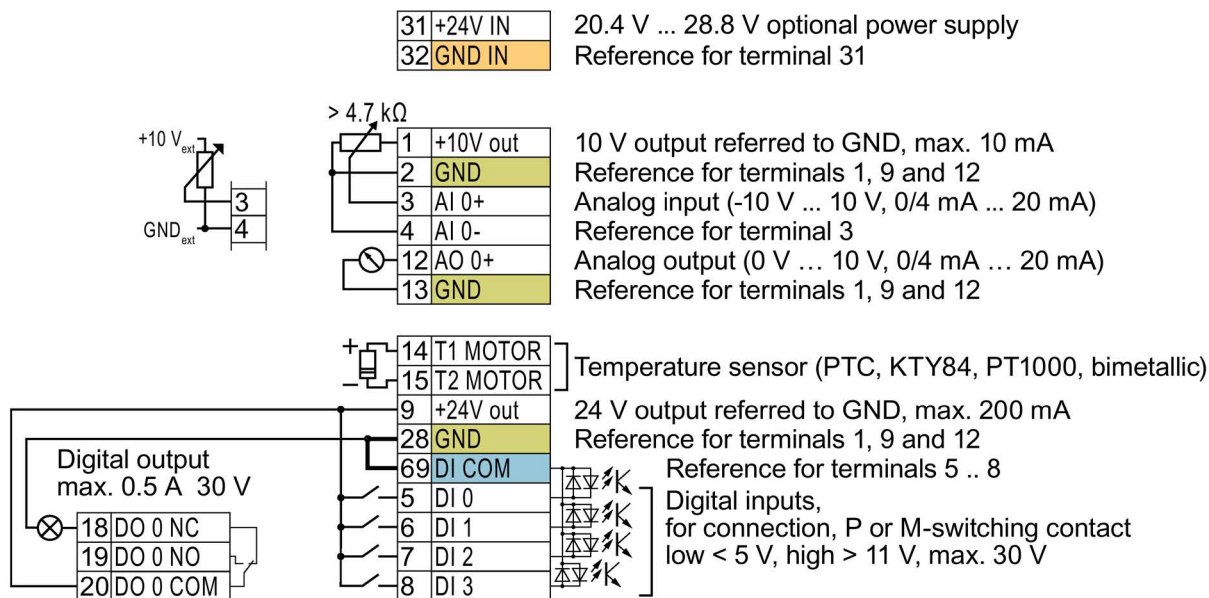 31 +24V IN 20.4 V ... 28.8 V optional power supply
32 GND IN Reference for terminal 31
> 4.7 kΩ
+10 Vext
3
GNDext 4
1 +10V out 10 V output referred to GND, max. 10 mA
2 GND Reference for terminals 1, 9 and 12
3 AI 0+ Analog input (-10 V ... 10 V, 0/4 mA ... 20 mA)
4 AI 0- Reference for terminal 3
12 AO 0+ Analog output (0 V … 10 V, 0/4 mA … 20 mA)
13 GND Reference for terminals 1, 9 and 12
+ 14 T1 MOTOR
− 15 T2 MOTOR
Temperature sensor (PTC, KTY84, PT1000, bimetallic)
9 +24V out 24 V output referred to GND, max. 200 mA
28 GND Reference for terminals 1, 9 and 12
69 DI COM Reference for terminals 5 .. 8
5 DI 0
6 DI 1
7 DI 2
8 DI 3
Digital inputs,
for connection, P or M-switching contact
low < 5 V, high > 11 V, max. 30 V
Digital output
max. 0.5 A 30 V
18 DO 0 NC
19 DO 0 NO
20 DO 0 COM